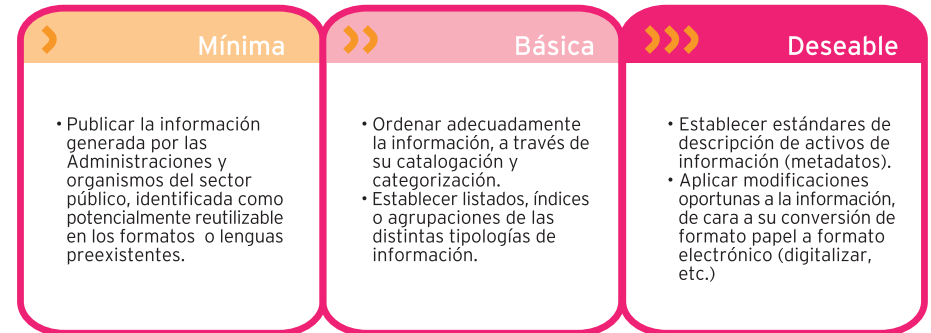 Mínima
• Publicar la información
generada por las
Administraciones y
organismos del sector
público, identificada como
potencialmente reutilizable
en los formatos o lenguas
preexistentes.
Básica
• Ordenar adecuadamente
la información, a través de
su catalogación y
categorización.
• Establecer listados, índices
o agrupaciones de las
distintas tipologías de
información.
Deseable
• Establecer estándares de
descripción de activos de
información (metadatos).
• Aplicar modificaciones
oportunas a la información,
de cara a su conversión de
formato papel a formato
electrónico (digitalizar,
etc.)